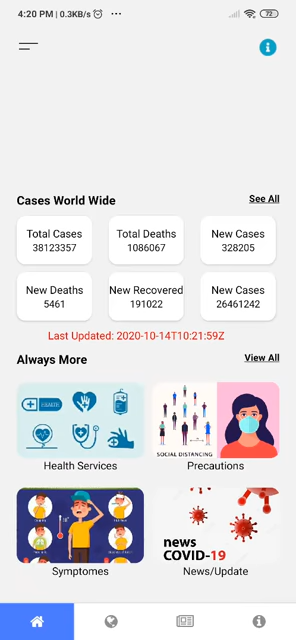 4:20 PM | 0.3KB/s
72
Cases World Wide
See All
Total Cases
38123357
Total Deaths
1086067
New Cases
328205
New Deaths
5461
New Recovered
191022
New Cases
26461242
Last Updated: 2020-10-14T10:21:59Z
Always More
View All
HEALTH
SOCIAL DISTANCING
Health Services
Precautions
news
COVID-19
Symptomes
News/Update